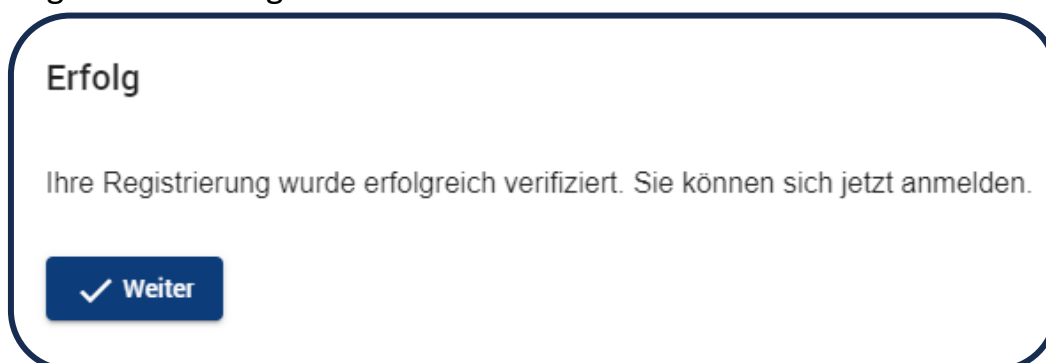 Erfolg
Ihre Registrierung wurde erfolgreich verifiziert. Sie können sich jetzt anmelden.
Weiter